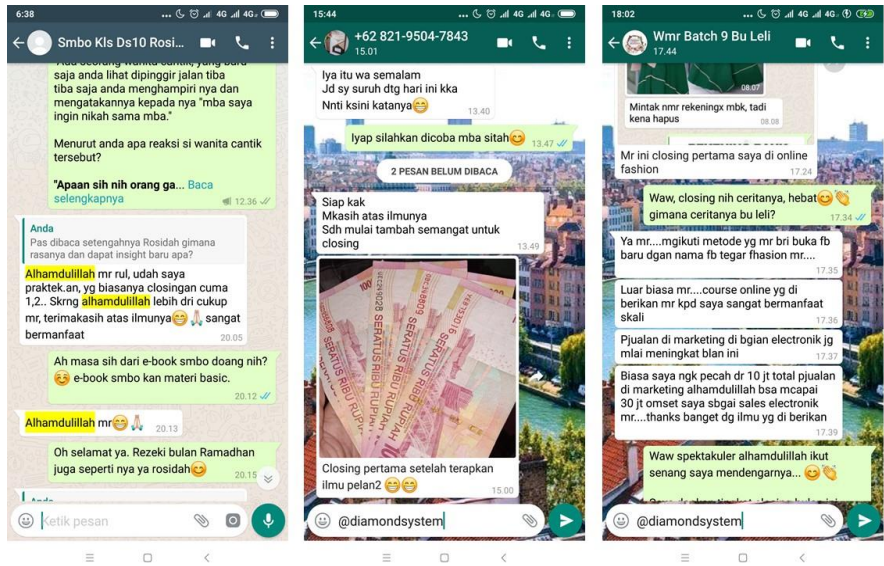 6:38
... 4G 4G
Smbo Kls Ds10 Rosi...
saja anda lihat dipinggir jalan tiba
tiba saja anda menghampiri nya dan
mengatakannya kepada nya "mba saya
ingin nikah sama mba."
Menurut anda apa reaksi si wanita cantik
tersebut?
"Apaan sih nih orang ga... Baca
selengkapnya
12.36
Anda
Pas dibaca setengahnya Rosidah gimana
rasanya dan dapat insight baru apa?
Alhamdulillah mr rul, udah saya
praktek.an, yg biasanya closingan cuma
1,2.. Skrng alhamdulillah lebih dri cukup
mr, terimakasih atas ilmunya😁🙏 sangat
bermanfaat
20.05
Ah masa sih dari e-book smbo doang nih?
😊 e-book smbo kan materi basic.
20.12
Alhamdulillah mr😁🙏
20.13
Oh selamat ya. Rezeki bulan Ramadhan
juga seperti nya ya rosidah😊
20.15
Ketik pesan
15:44
... 4G 4G
+62 821-9504-7843
15.01
Iya itu wa semalam
Jd sy suruh dtg hari ini kka
Nnti ksini katanya😁
13.40
Iyap silahkan dicoba mba sitah😊
13.47
2 PESAN BELUM DIBACA
Siap kak
Mkasih atas ilmunya
Sdh mulai tambah semangat untuk
closing
13.49
SERATUS RIBU RUPIAH
Closing pertama setelah terapkan
ilmu pelan2 😁😁
15.00
@diamondsystem
18:02
... 4G 4G
Wmr Batch 9 Bu Leli
17.44
08.07
Mintak nmr rekeningx mbk, tadi
kena hapus
08.08
Mr ini closing pertama saya di online
fashion
17.24
Waw, closing nih ceritanya, hebat😊👏
gimana ceritanya bu leli?
17.34
Ya mr....mgikuti metode yg mr bri buka fb
baru dgan nama fb tegar fhasion mr....
17.35
Luar biasa mr....course online yg di
berikan mr kpd saya sangat bermanfaat
skali
17.36
Pjualan di marketing di bgian electronik jg
mlai meningkat blan ini
17.37
Biasa saya ngk pecah dr 10 jt total pjualan
di marketing alhamdulillah bsa mcapai
30 jt omset saya sbgai sales electronik
mr....thanks banget dg ilmu yg di berikan
17.39
Waw spektakuler alhamdulillah ikut
senang saya mendengarnya... 😊👏
@diamondsystem